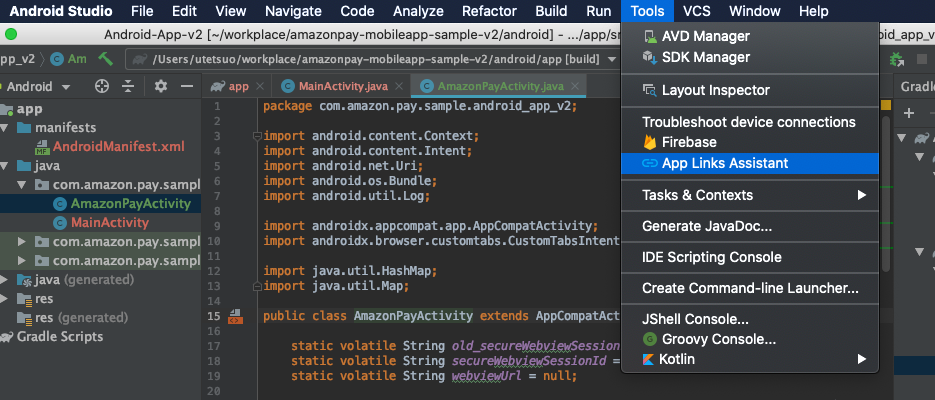 Android Studio File Edit View Navigate Code Analyze Refactor Build Run Tools VCS Window Help
Android-App-v2 [~/workplace/amazonpay-mobileapp-sample-v2/android] - .../app/sr
oid_app_v
pp_v2 Am /Users/utetsuo/workplace/amazonpay-mobileapp-sample-v2/android/app [build]
AVD Manager
SDK Manager
Layout Inspector
Troubleshoot device connections
Firebase
App Links Assistant
Tasks & Contexts
Generate JavaDoc...
IDE Scripting Console
Create Command-line Launcher...
JShell Console...
Groovy Console...
Kotlin
Android
app
manifests
AndroidManifest.xml
java
com.amazon.pay.sampl
AmazonPayActivity
MainActivity
com.amazon.pay.sampl
com.amazon.pay.sampl
java (generated)
res
res (generated)
Gradle Scripts
app MainActivity.java AmazonPayActivity.java
1 package com.amazon.pay.sample.android_app_v2;
2
3 import android.content.Context;
4 import android.content.Intent;
5 import android.net.Uri;
6 import android.os.Bundle;
7 import android.util.Log;
8
9 import androidx.appcompat.app.AppCompatActivity;
10 import androidx.browser.customtabs.CustomTabsIntent
11
12 import java.util.HashMap;
13 import java.util.Map;
14
15 public class AmazonPayActivity extends AppCompatAct
16
17 static volatile String old_secureWebviewSession
18 static volatile String secureWebviewSessionId =
19 static volatile String webviewUrl = null;
20
Gradle
A